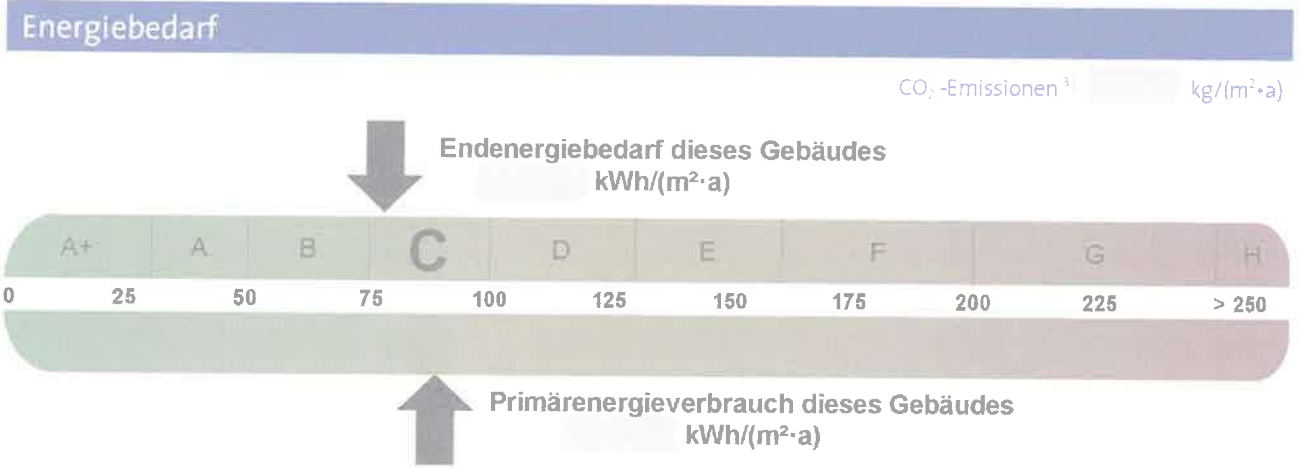 Energiebedarf
CO₂-Emissionen ³⁾ kg/(m²•a)
Endenergiebedarf dieses Gebäudes
kWh/(m²·a)
A+ A B C D E F G H
0 25 50 75 100 125 150 175 200 225 > 250
Primärenergieverbrauch dieses Gebäudes
kWh/(m²·a)